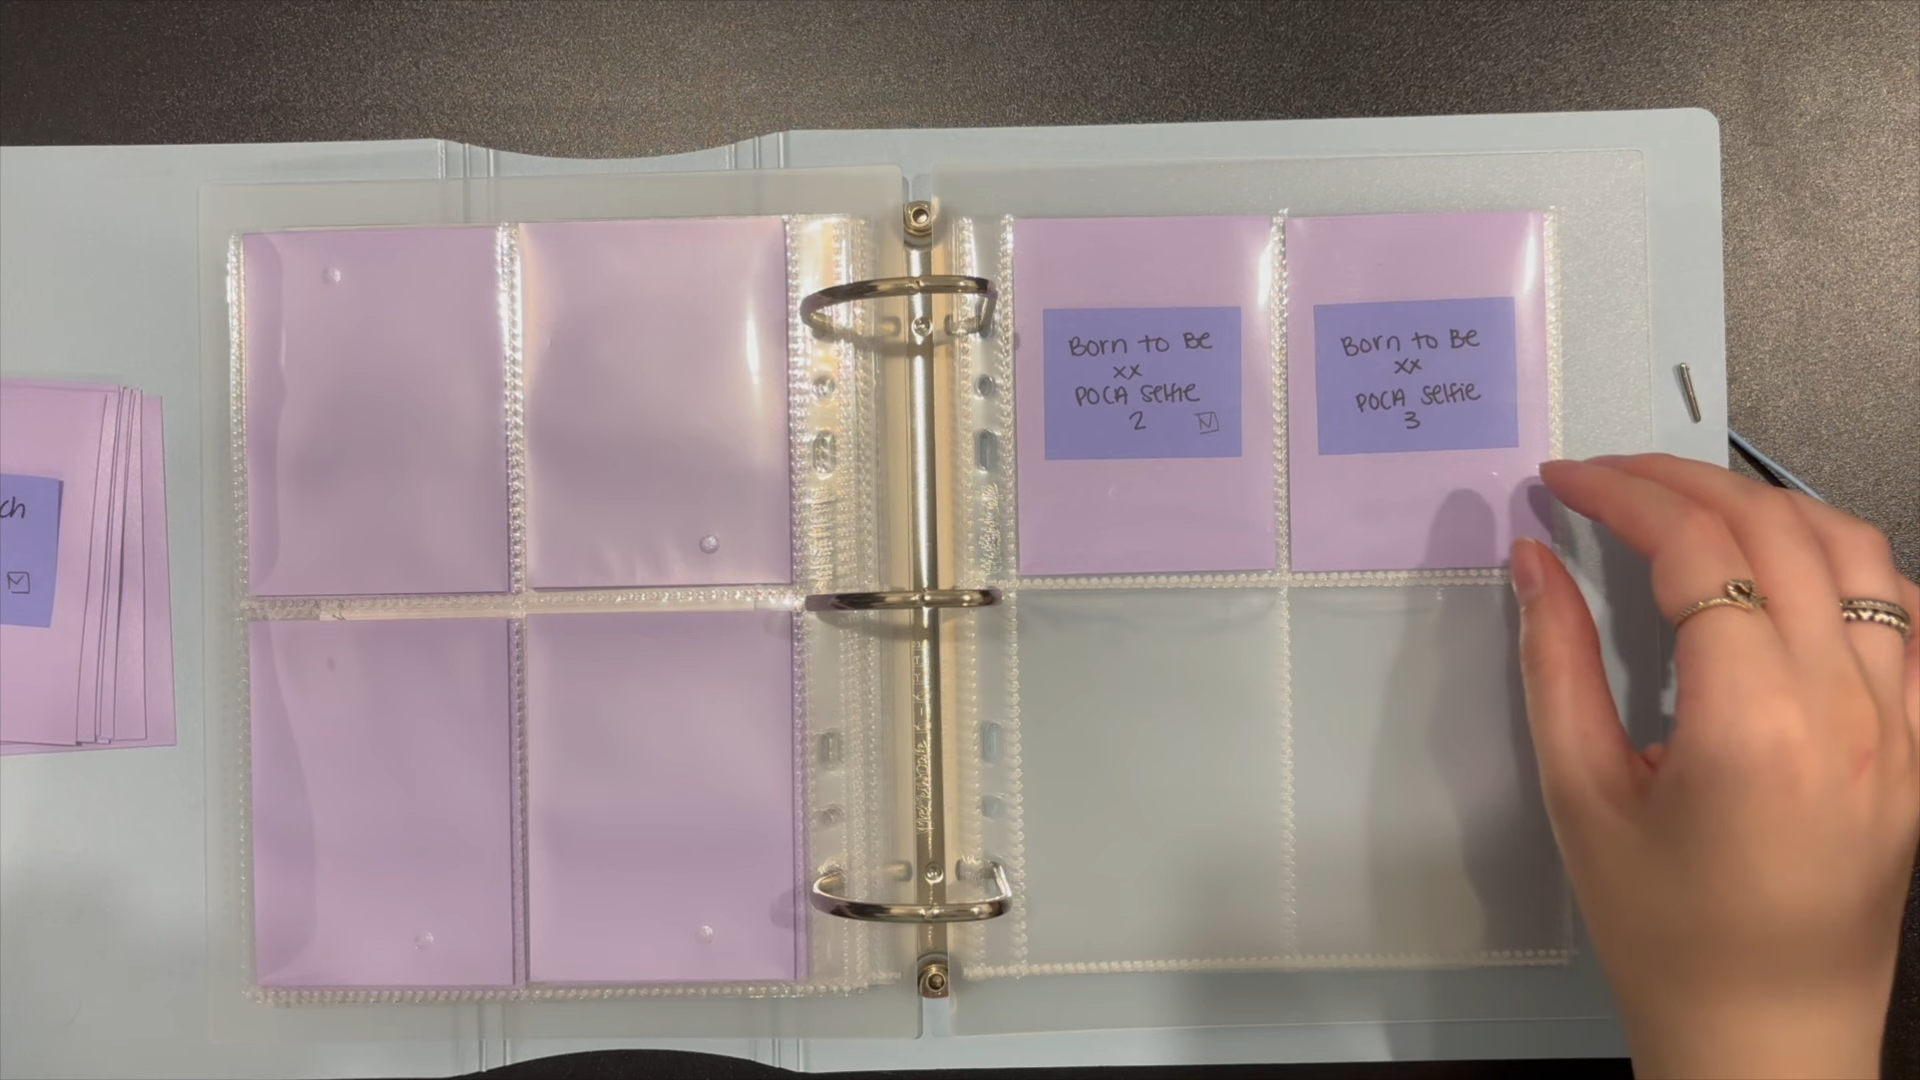 ch
Born to Be
xx
POCA selfie
2
Born to Be
xx
POCA selfie
3